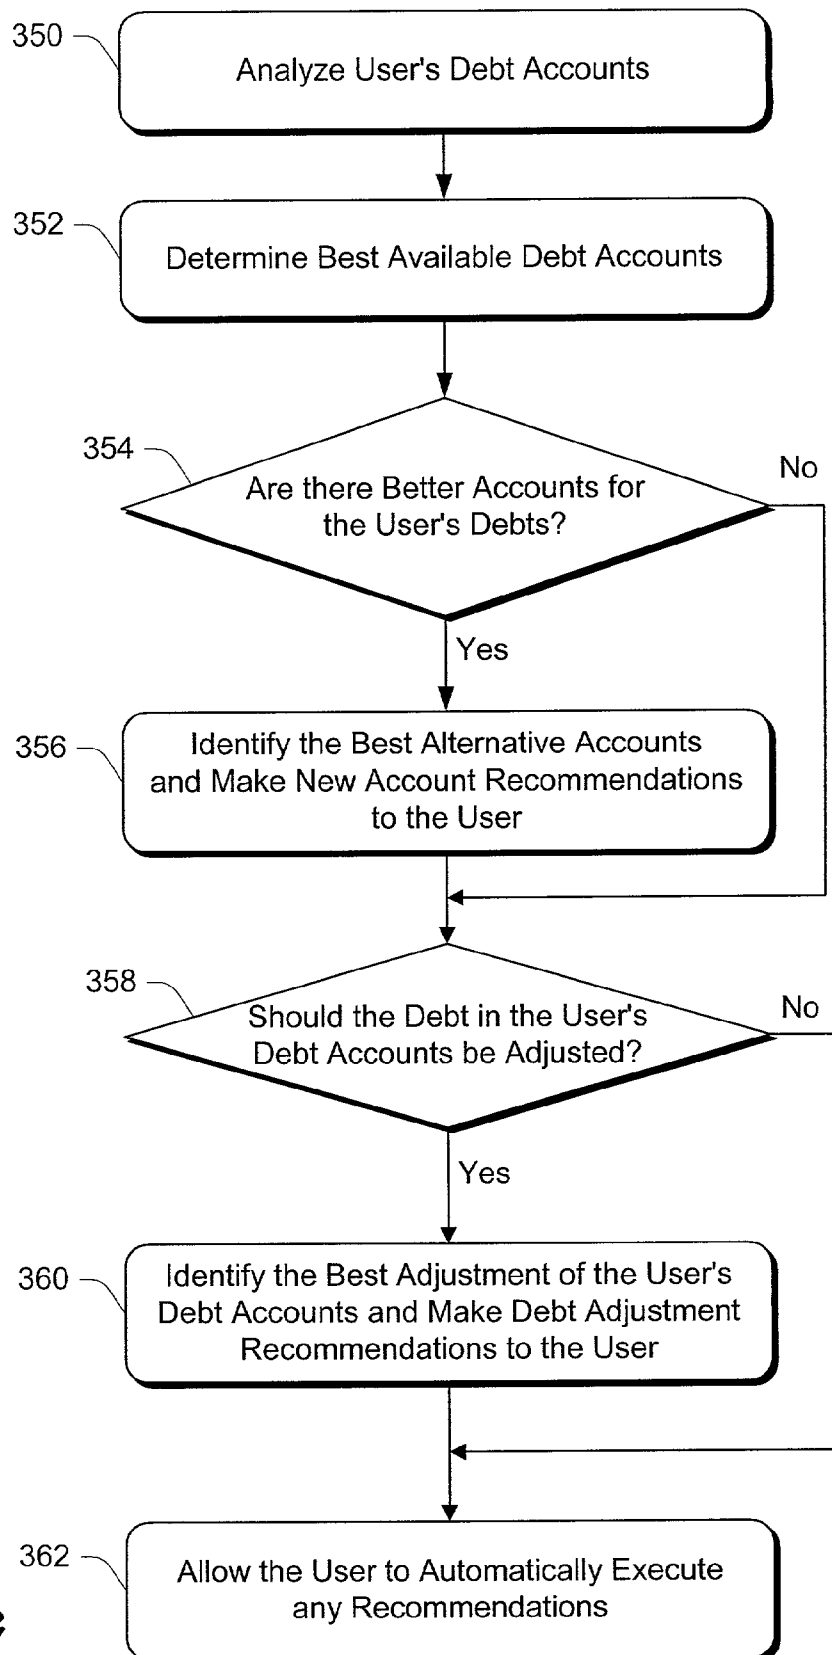 350
Analyze User's Debt Accounts
352
Determine Best Available Debt Accounts
354
No
Are there Better Accounts for
the User's Debts?
Yes
356
Identify the Best Alternative Accounts
and Make New Account Recommendations
to the User
358
No
Should the Debt in the User's
Debt Accounts be Adjusted?
Yes
360
Identify the Best Adjustment of the User's
Debt Accounts and Make Debt Adjustment
Recommendations to the User
362
Allow the User to Automatically Execute
any Recommendations